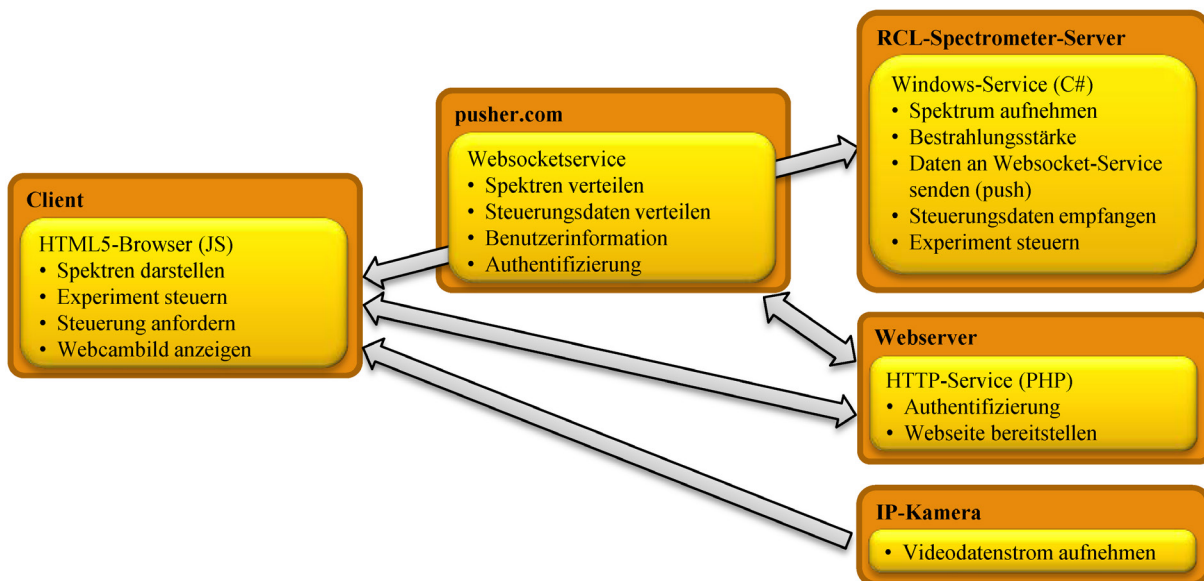 Client
HTML5-Browser (JS)
• Spektren darstellen
• Experiment steuern
• Steuerung anfordern
• Webcambild anzeigen
pusher.com
Websocketservice
• Spektren verteilen
• Steuerungsdaten verteilen
• Benutzerinformation
• Authentifizierung
RCL-Spectrometer-Server
Windows-Service (C#)
• Spektrum aufnehmen
• Bestrahlungsstärke
• Daten an Websocket-Service
senden (push)
• Steuerungsdaten empfangen
• Experiment steuern
Webserver
HTTP-Service (PHP)
• Authentifizierung
• Webseite bereitstellen
IP-Kamera
• Videodatenstrom aufnehmen